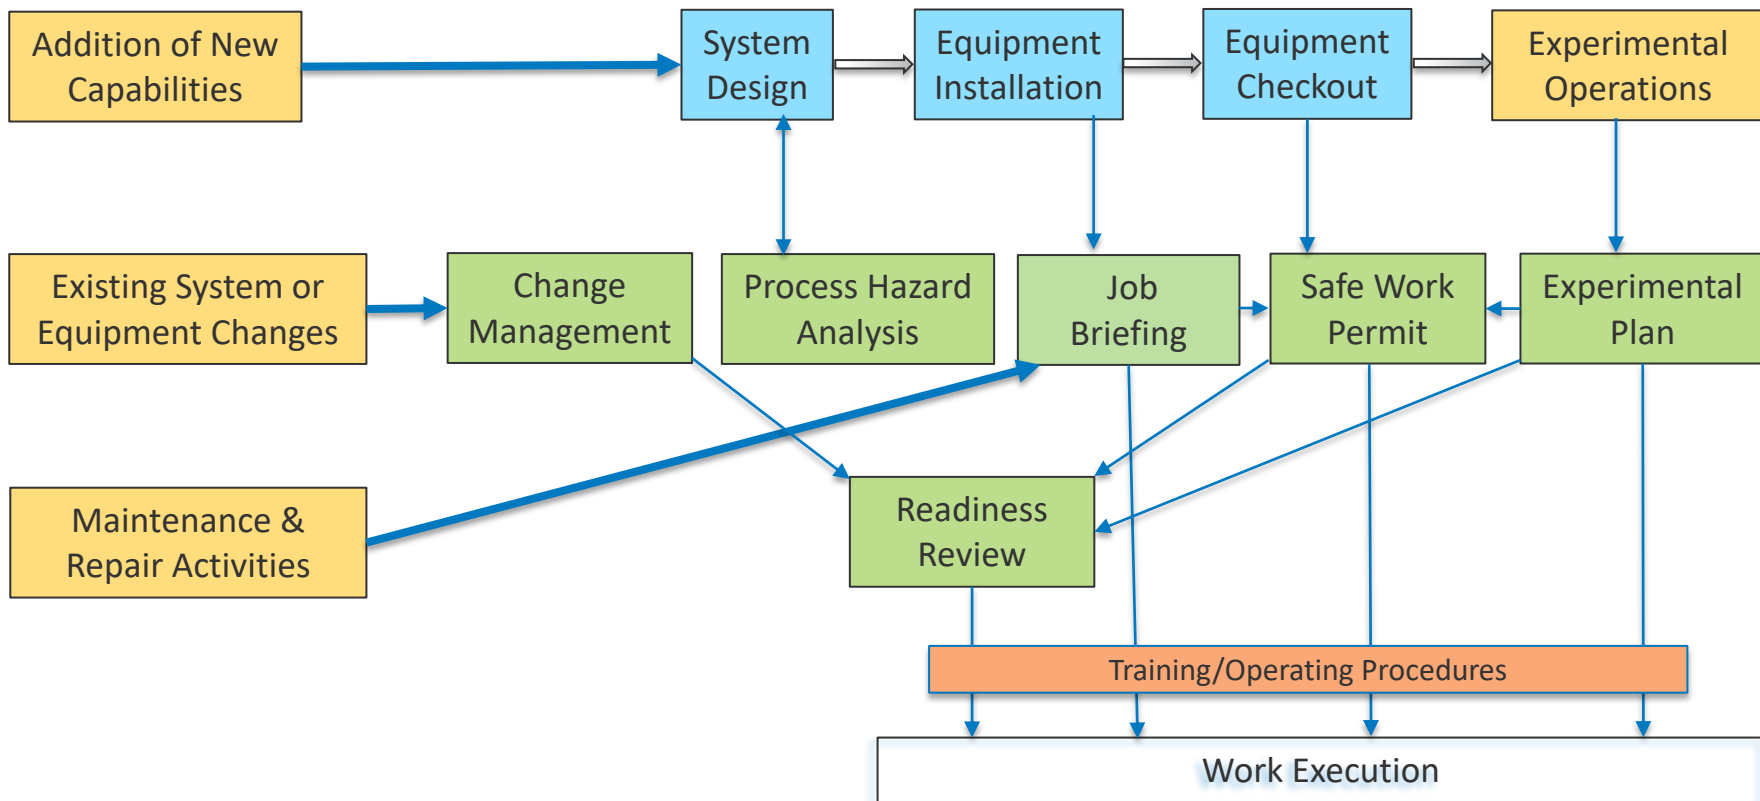 Addition of New
Capabilities
System
Design
Equipment
Installation
Equipment
Checkout
Experimental
Operations
Existing System or
Equipment Changes
Change
Management
Process Hazard
Analysis
Job
Briefing
Safe Work
Permit
Experimental
Plan
Maintenance &
Repair Activities
Readiness
Review
Training/Operating Procedures
Work Execution